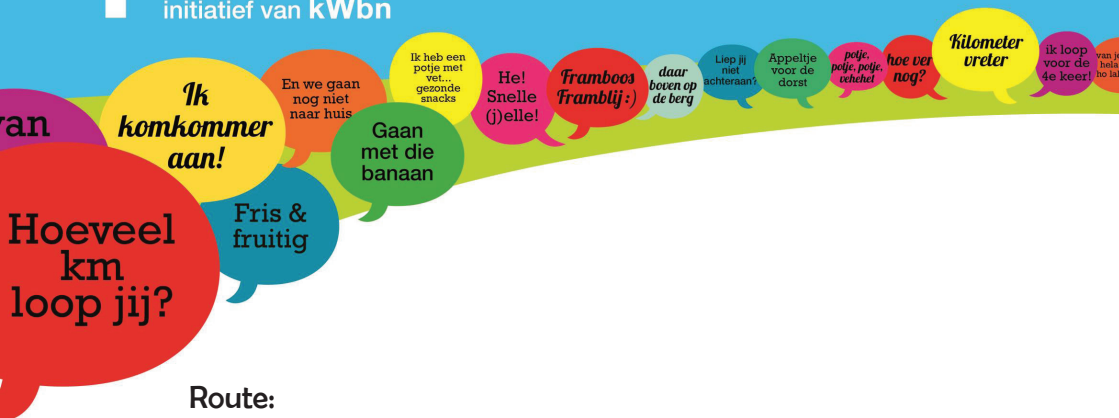 initiatief van kWbn
Ik
komkommer
aan!
En we gaan
nog niet
naar huis
Ik heb een
potje met
vet...
gezonde
snacks
He!
Snelle
(j)elle!
Framboos
Framblij :)
daar
boven op
de berg
Liep jij
niet
achteraan?
Appeltje
voor de
dorst
potje,
potje, potje,
vehehet
hoe ver
nog?
Kilometer
vreter
ik loop
voor de
4e keer!
van je
hela
Gaan
met die
banaan
Fris &
fruitig
Hoeveel
km
loop jij?
Route: